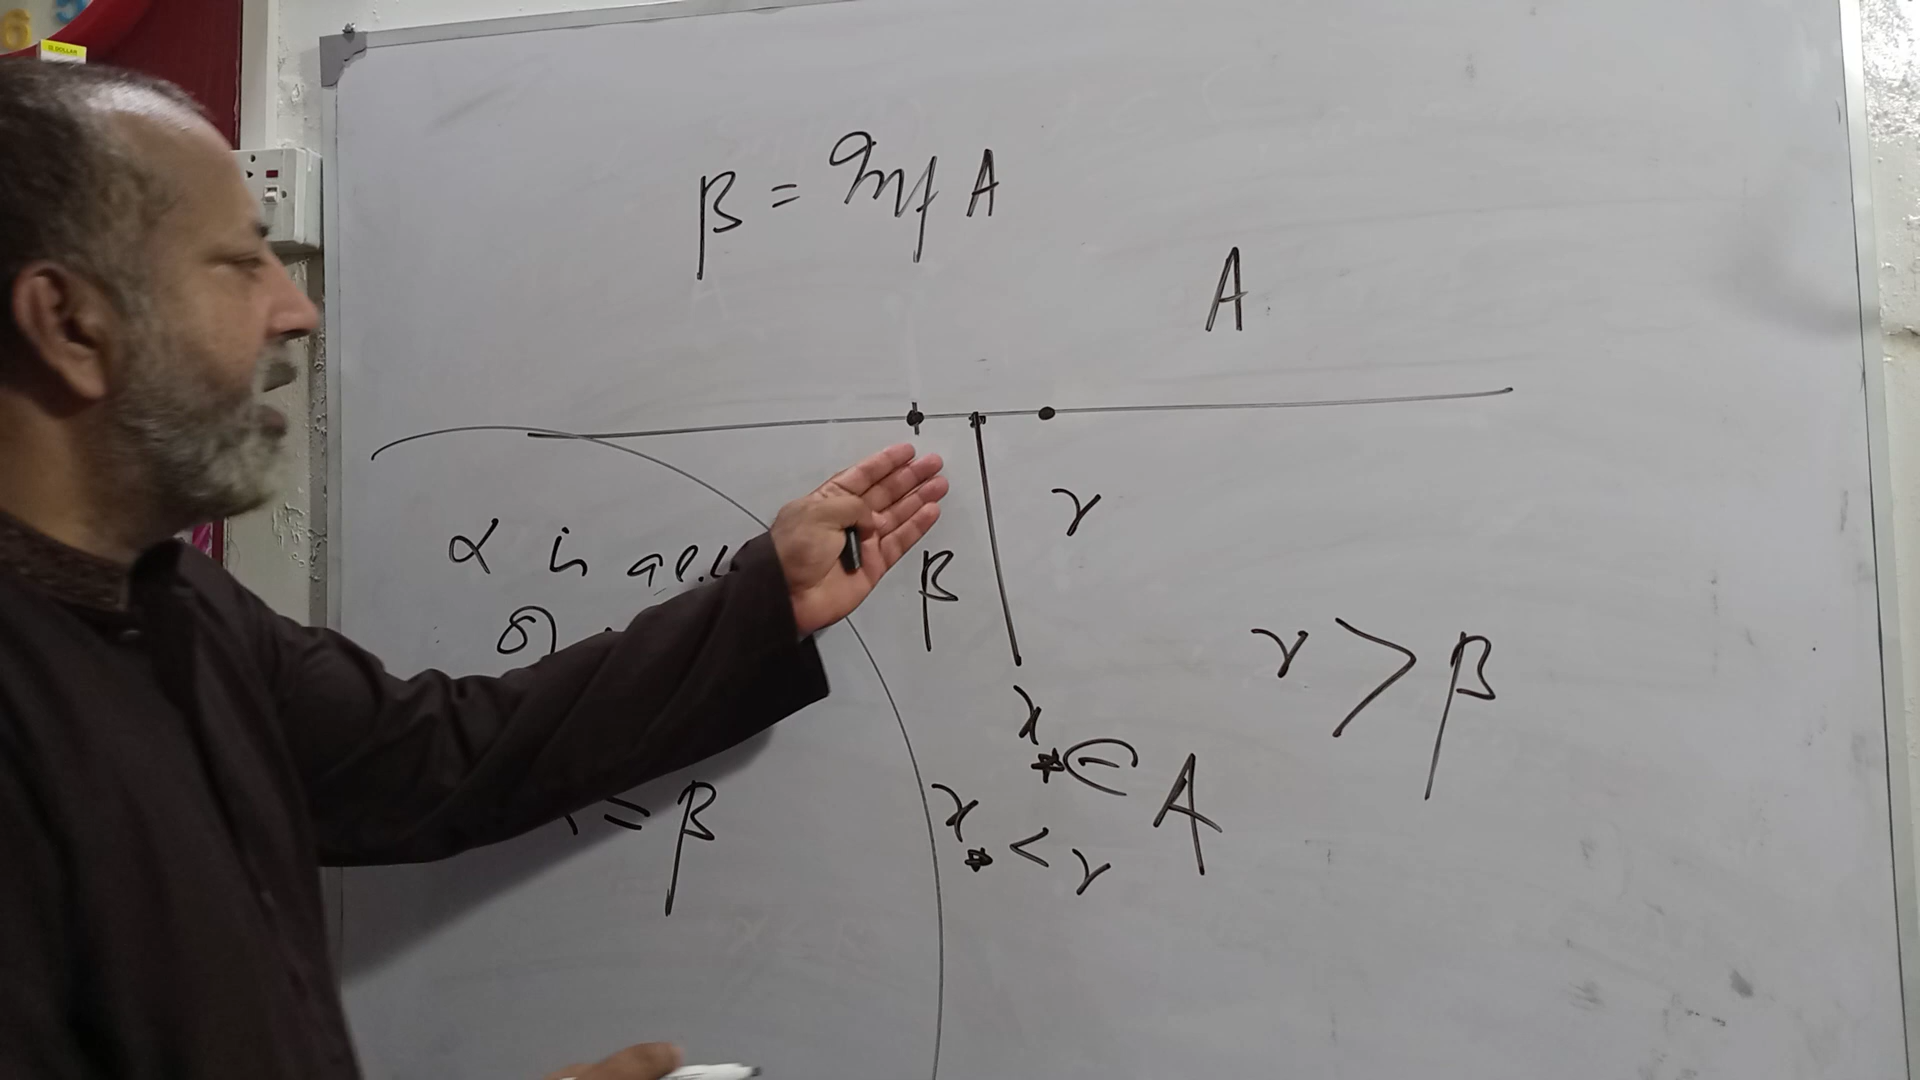 β = Inf A
A
γ
α is a l.b
β
γ > β
x* ∈ A
≤ β
x* < γ